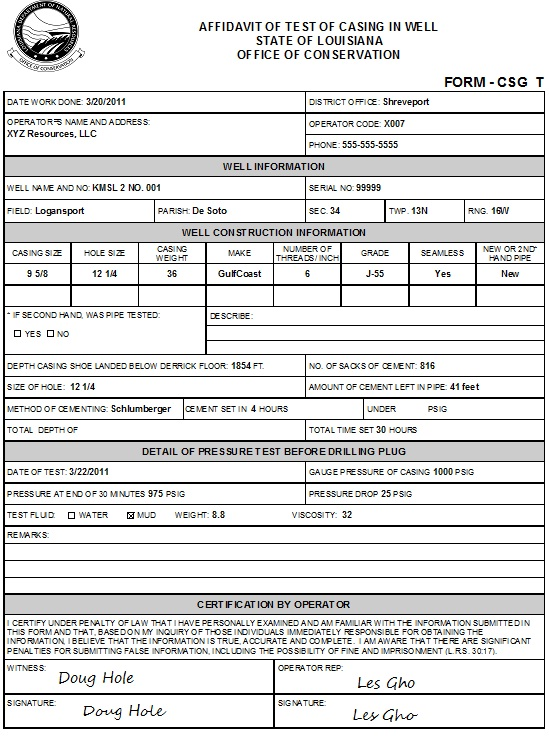 AFFIDAVIT OF TEST OF CASING IN WELL
STATE OF LOUISIANA
OFFICE OF CONSERVATION
FORM - CSG T
DATE WORK DONE: 3/20/2011 DISTRICT OFFICE: Shreveport
OPERATOR'S NAME AND ADDRESS:
XYZ Resources, LLC
OPERATOR CODE: X007
PHONE: 555-555-5555
WELL INFORMATION
WELL NAME AND NO: KMSL 2 NO. 001 SERIAL NO: 99999
FIELD: Logansport PARISH: De Soto SEC. 34 TWP. 13N RNG. 16W
WELL CONSTRUCTION INFORMATION
CASING SIZE HOLE SIZE CASING WEIGHT MAKE NUMBER OF THREADS/INCH GRADE SEAMLESS NEW OR 2ND* HAND PIPE
9 5/8 12 1/4 36 GulfCoast 6 J-55 Yes New
* IF SECOND HAND, WAS PIPE TESTED: DESCRIBE:
☐ YES ☐ NO
DEPTH CASING SHOE LANDED BELOW DERRICK FLOOR: 1854 FT. NO. OF SACKS OF CEMENT: 816
SIZE OF HOLE: 12 1/4 AMOUNT OF CEMENT LEFT IN PIPE: 41 feet
METHOD OF CEMENTING: Schlumberger CEMENT SET IN 4 HOURS UNDER PSIG
TOTAL DEPTH OF TOTAL TIME SET 30 HOURS
DETAIL OF PRESSURE TEST BEFORE DRILLING PLUG
DATE OF TEST: 3/22/2011 GAUGE PRESSURE OF CASING 1000 PSIG
PRESSURE AT END OF 30 MINUTES 975 PSIG PRESSURE DROP 25 PSIG
TEST FLUID: ☐ WATER ☒ MUD WEIGHT: 8.8 VISCOSITY: 32
REMARKS:
CERTIFICATION BY OPERATOR
I CERTIFY UNDER PENALTY OF LAW THAT I HAVE PERSONALLY EXAMINED AND AM FAMILIAR WITH THE INFORMATION SUBMITTED IN
THIS FORM AND THAT, BASED ON MY INQUIRY OF THOSE INDIVIDUALS IMMEDIATELY RESPONSIBLE FOR OBTAINING THE
INFORMATION, I BELIEVE THAT THE INFORMATION IS TRUE, ACCURATE AND COMPLETE. I AM AWARE THAT THERE ARE SIGNIFICANT
PENALTIES FOR SUBMITTING FALSE INFORMATION, INCLUDING THE POSSIBILITY OF FINE AND IMPRISONMENT (L.R.S. 30:17).
WITNESS: Doug Hole OPERATOR REP: Les Gho
SIGNATURE: Doug Hole SIGNATURE: Les Gho